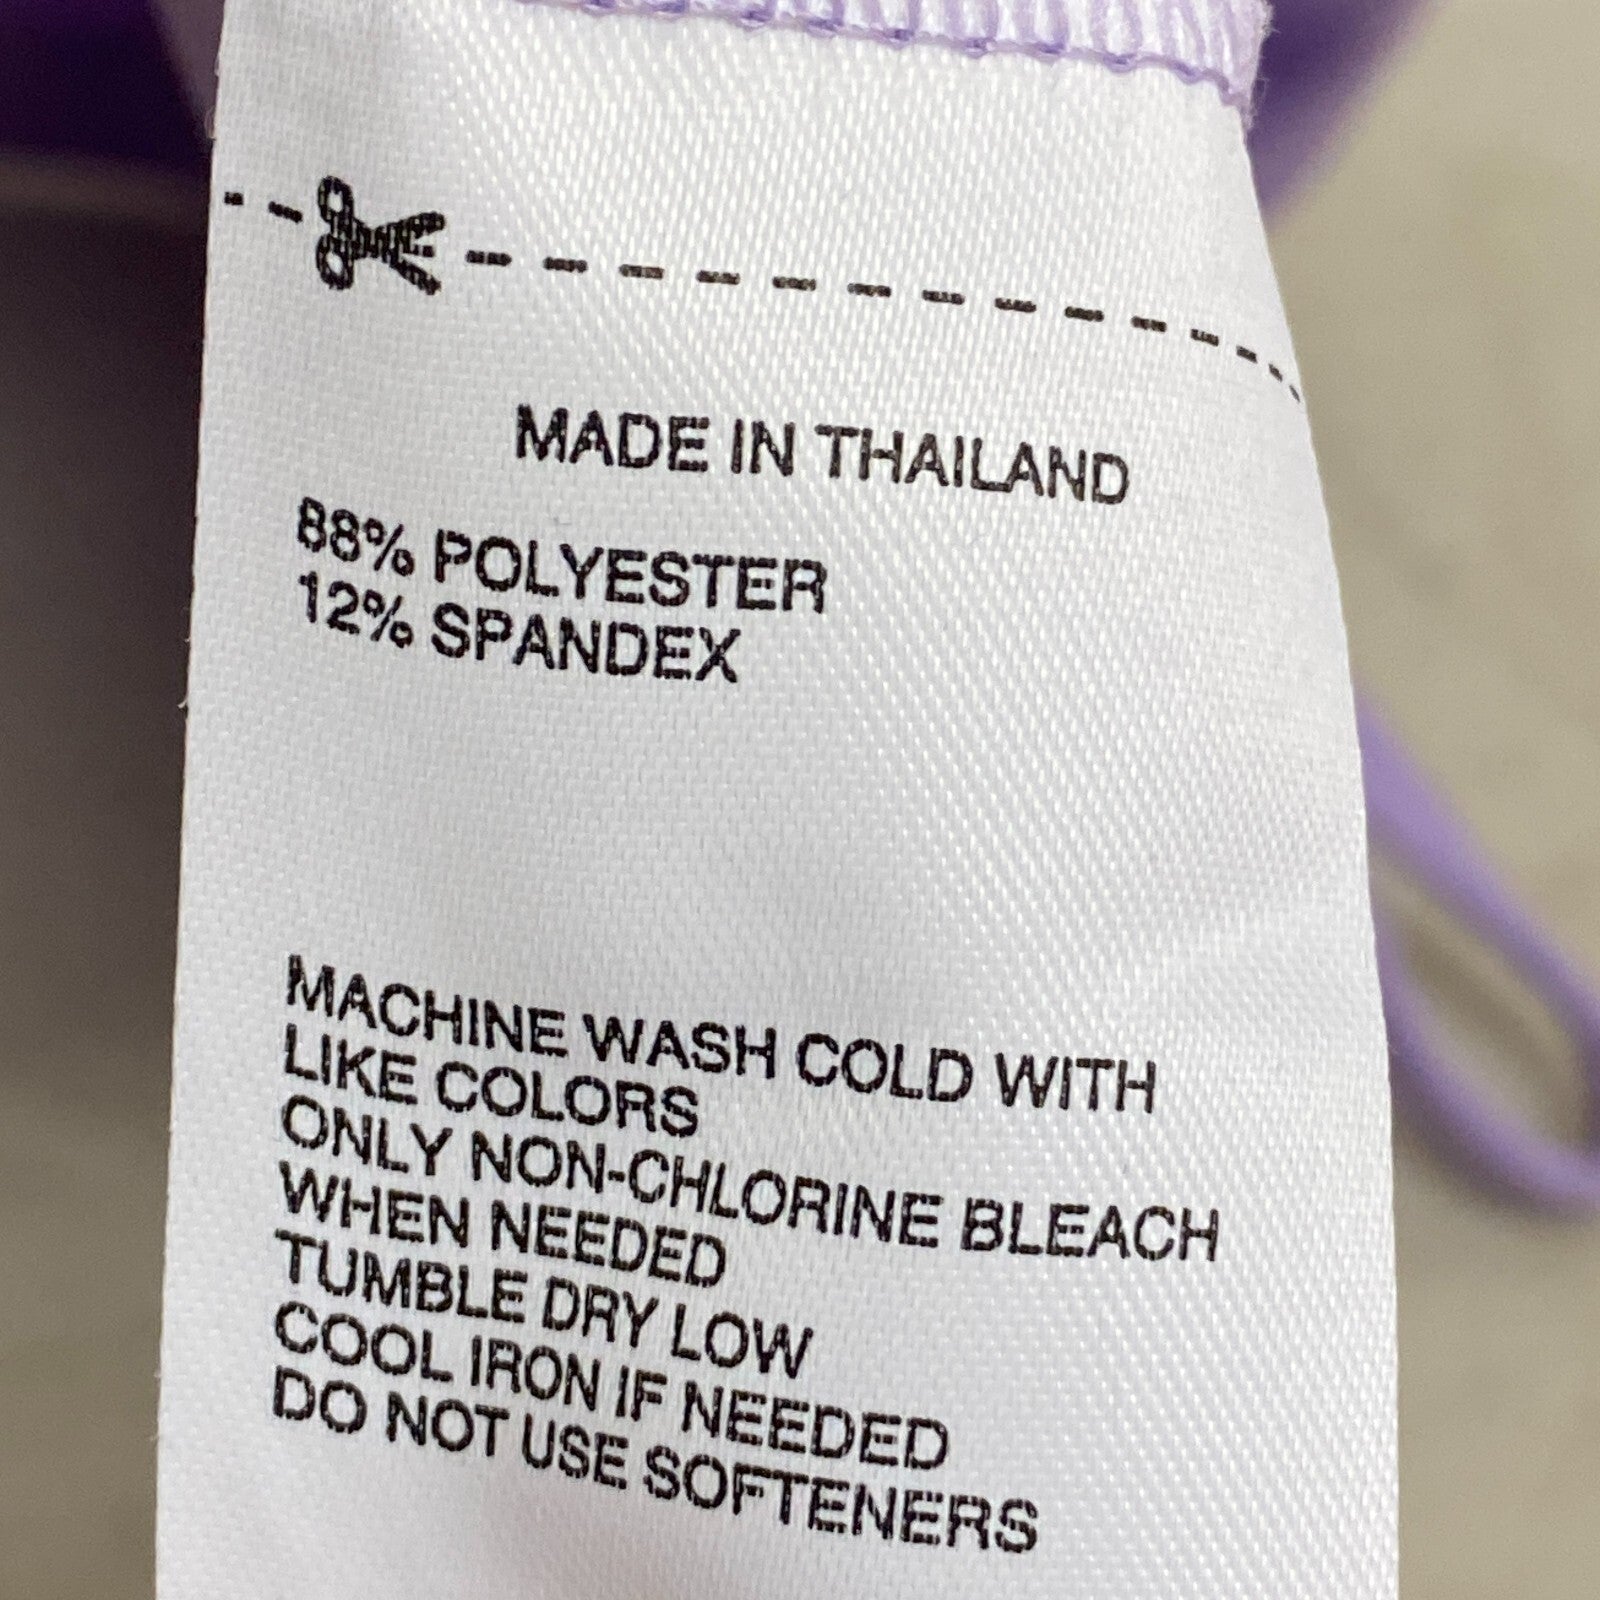 MADE IN THAILAND
88% POLYESTER
12% SPANDEX
MACHINE WASH COLD WITH
LIKE COLORS
ONLY NON-CHLORINE BLEACH
WHEN NEEDED
TUMBLE DRY LOW
COOL IRON IF NEEDED
DO NOT USE SOFTENERS